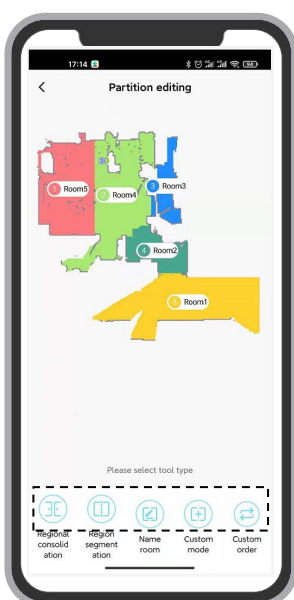 17:14
Partition editing
1 Room5
2 Room4
3 Room3
4 Room2
5 Room1
Please select tool type
Regional
consolid
ation
Region
segment
ation
Name
room
Custom
mode
Custom
order